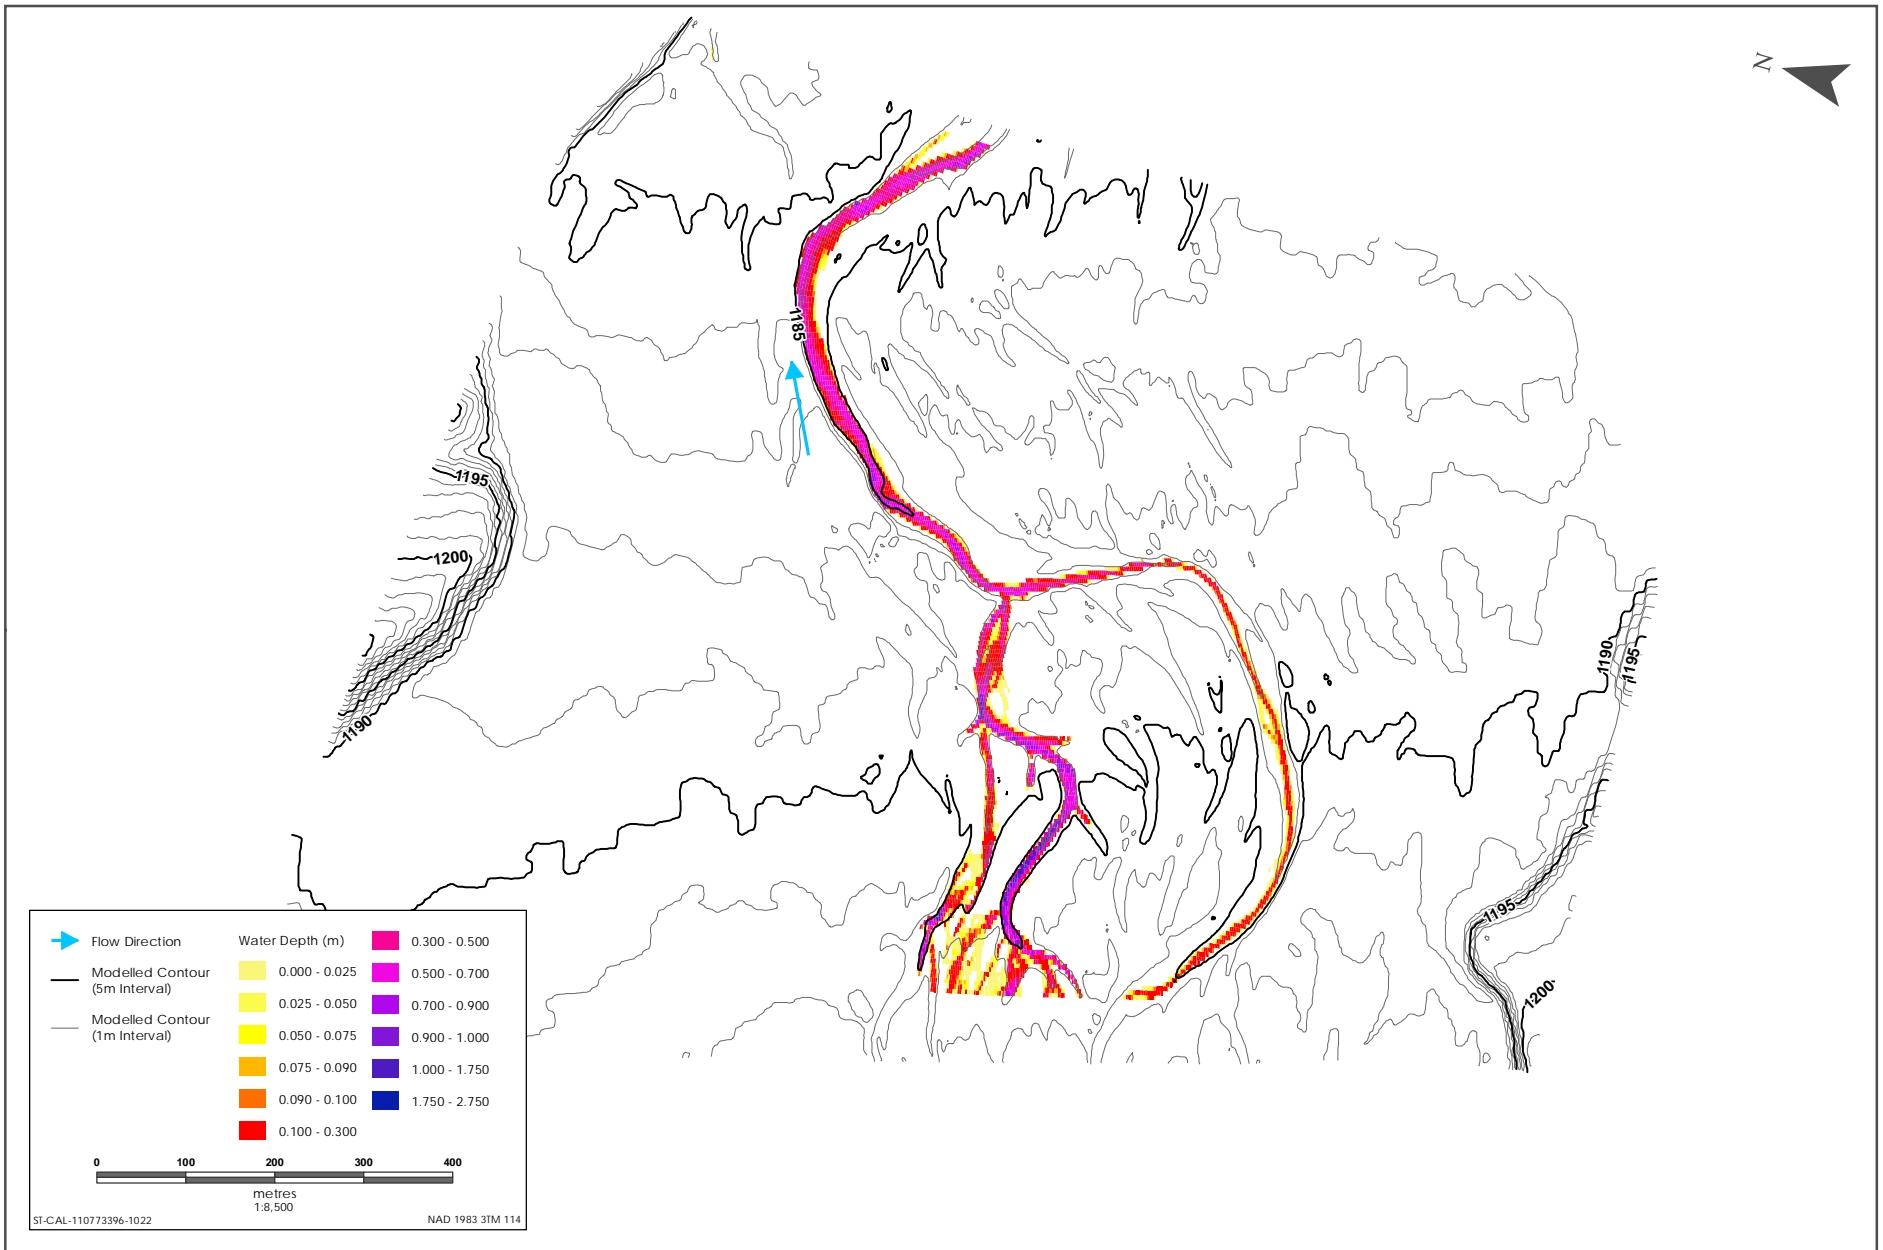 N
1185
1195
1200
1190
1190
1195
1195
1200
Flow Direction
Modelled Contour
(5m Interval)
Modelled Contour
(1m Interval)
Water Depth (m)
0.000 - 0.025
0.025 - 0.050
0.050 - 0.075
0.075 - 0.090
0.090 - 0.100
0.100 - 0.300
0.300 - 0.500
0.500 - 0.700
0.700 - 0.900
0.900 - 1.000
1.000 - 1.750
1.750 - 2.750
0 100 200 300 400
metres
1:8,500
ST-CAL-110773396-1022 NAD 1983 3TM 114